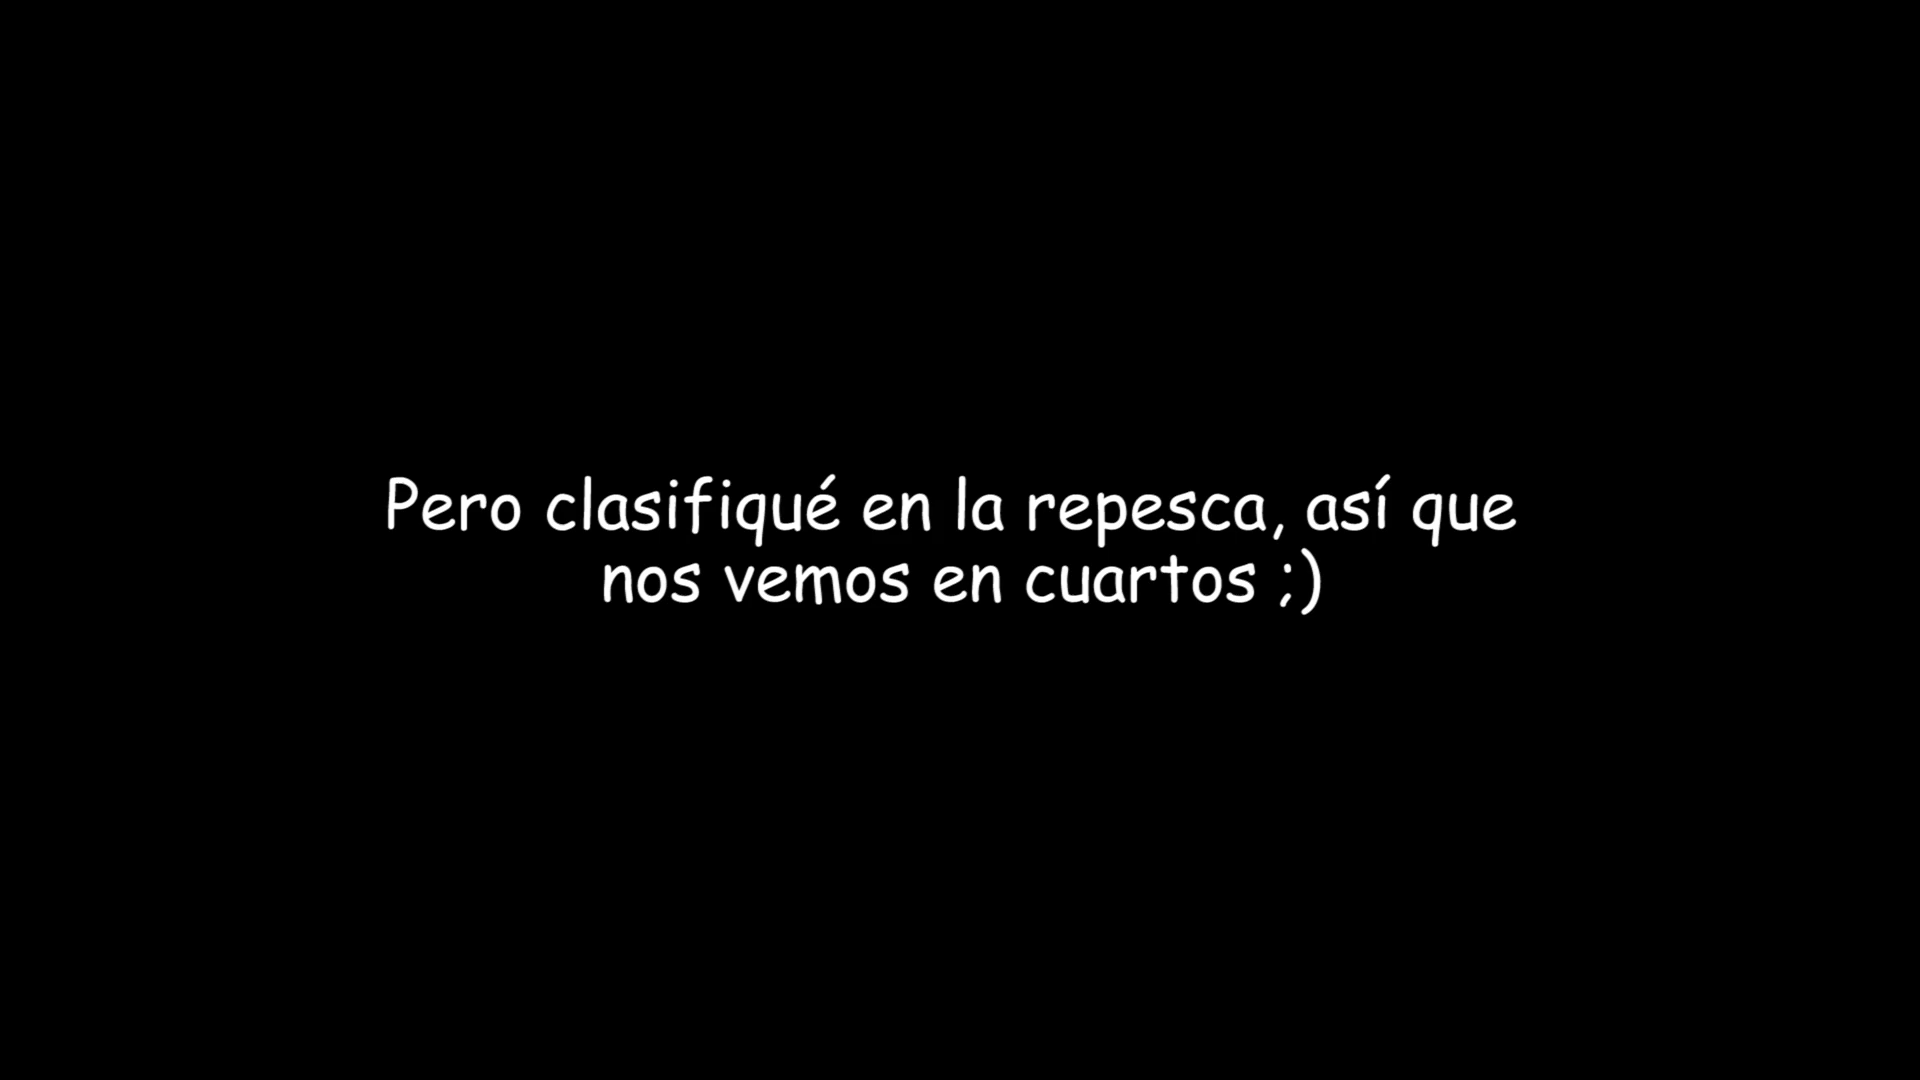 Pero clasifiqué en la repesca, así que
nos vemos en cuartos ;)